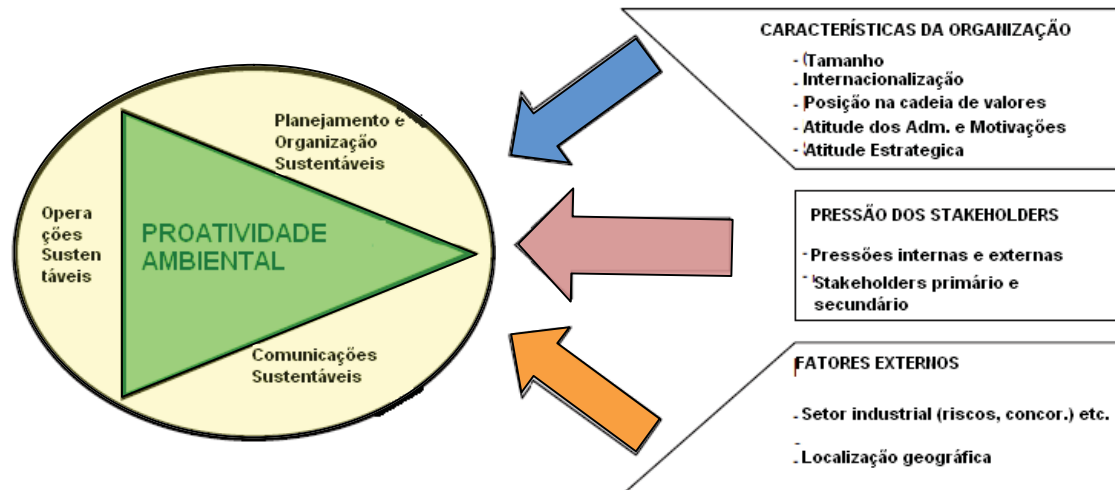 Planejamento e
Organização
Sustentáveis
Opera
ções
Susten
táveis
PROATIVIDADE
AMBIENTAL
Comunicações
Sustentáveis
CARACTERÍSTICAS DA ORGANIZAÇÃO
- Tamanho
- Internacionalização
- Posição na cadeia de valores
- Atitude dos Adm. e Motivações
- Atitude Estrategica
PRESSÃO DOS STAKEHOLDERS
- Pressões internas e externas
- Stakeholders primário e
secundário
FATORES EXTERNOS
- Setor industrial (riscos, concor.) etc.
-
- Localização geográfica